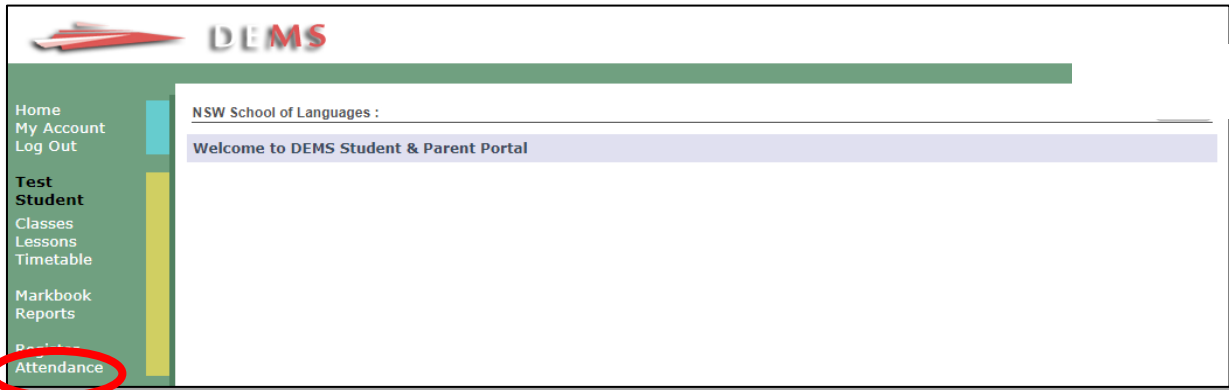 DEMS
Home
My Account
Log Out
Test
Student
Classes
Lessons
Timetable
Markbook
Reports
Attendance
NSW School of Languages :
Welcome to DEMS Student & Parent Portal